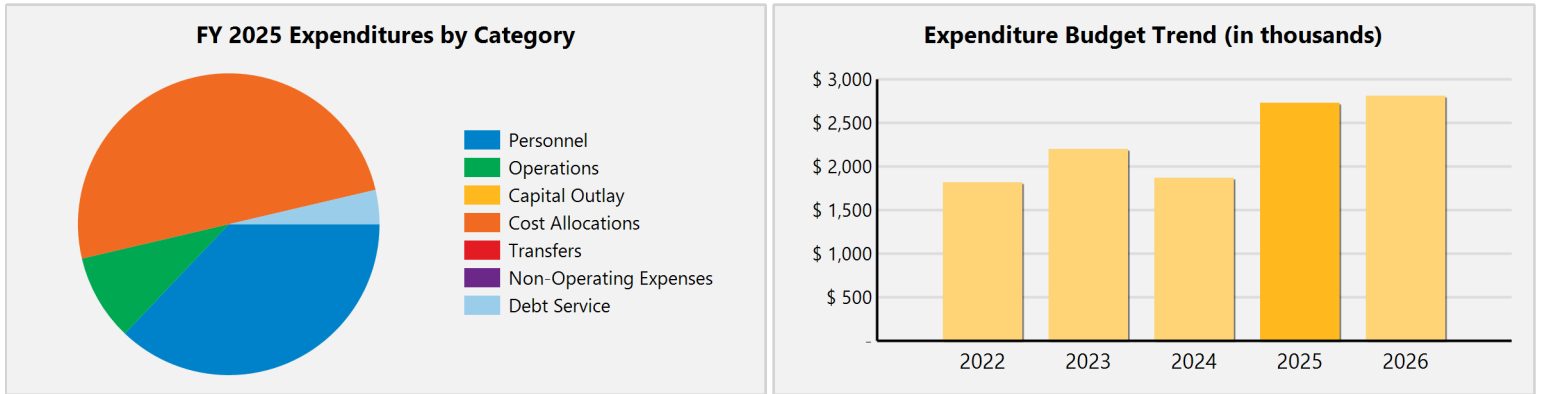 FY 2025 Expenditures by Category
Personnel
Operations
Capital Outlay
Cost Allocations
Transfers
Non-Operating Expenses
Debt Service
Expenditure Budget Trend (in thousands)
$ 3,000
$ 2,500
$ 2,000
$ 1,500
$ 1,000
$ 500
-
2022 2023 2024 2025 2026